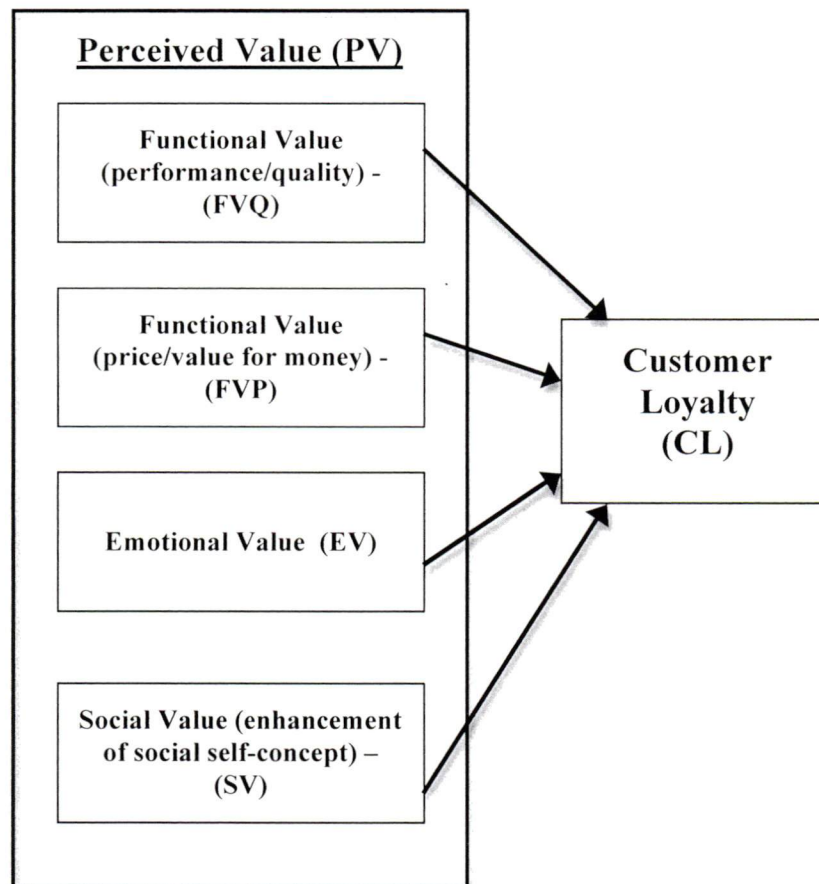 Perceived Value (PV)
Functional Value
(performance/quality) -
(FVQ)
Functional Value
(price/value for money) -
(FVP)
Emotional Value (EV)
Social Value (enhancement
of social self-concept) –
(SV)
Customer
Loyalty
(CL)